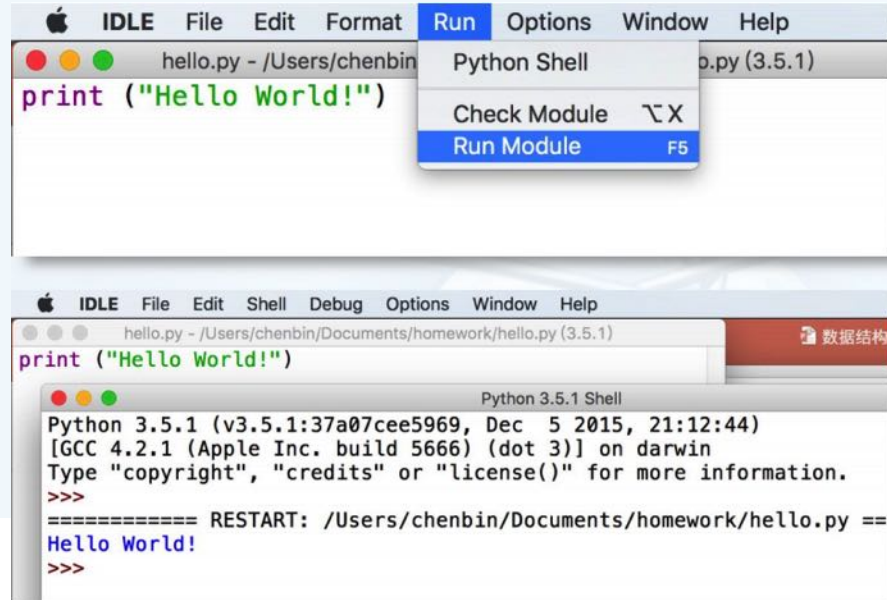 IDLE File Edit Format Run Options Window Help
hello.py - /Users/chenbin
o.py (3.5.1)
print ("Hello World!")
Python Shell
Check Module ⌥X
Run Module F5
IDLE File Edit Shell Debug Options Window Help
hello.py - /Users/chenbin/Documents/homework/hello.py (3.5.1)
数据结构
print ("Hello World!")
Python 3.5.1 Shell
Python 3.5.1 (v3.5.1:37a07cee5969, Dec  5 2015, 21:12:44)
[GCC 4.2.1 (Apple Inc. build 5666) (dot 3)] on darwin
Type "copyright", "credits" or "license()" for more information.
>>>
============ RESTART: /Users/chenbin/Documents/homework/hello.py ==
Hello World!
>>>